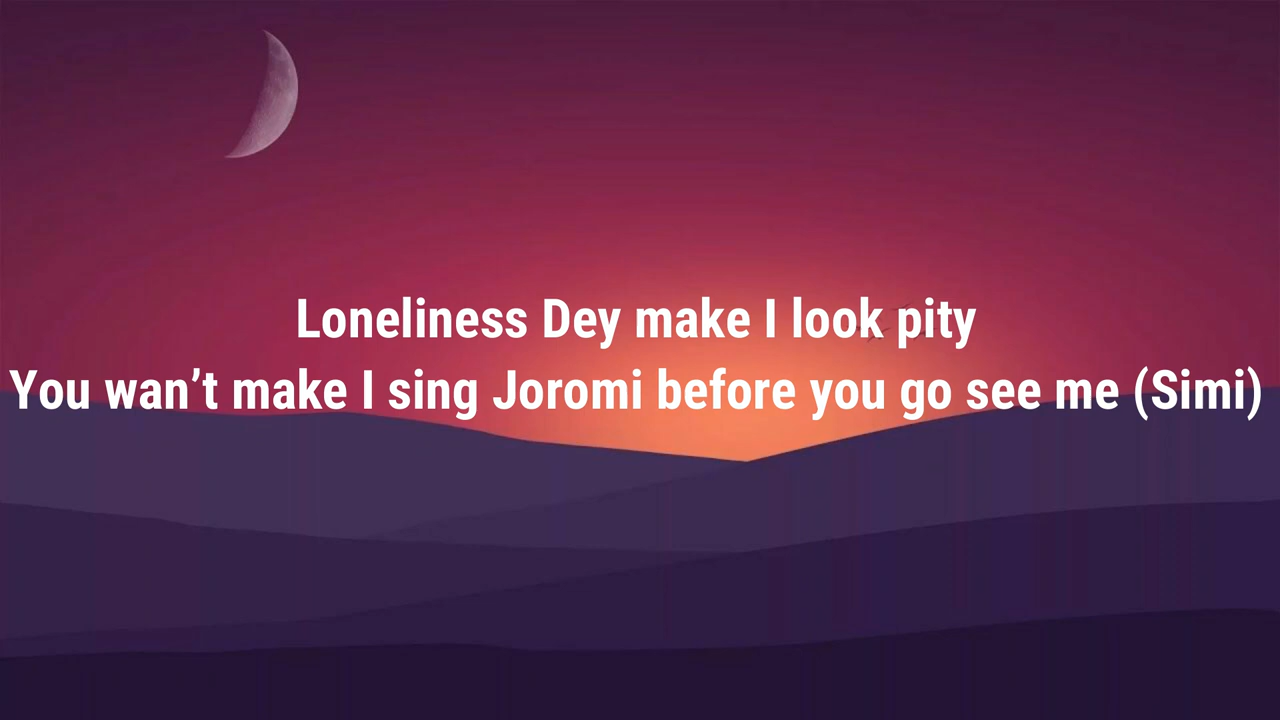 Loneliness Dey make I look pity
You wan’t make I sing Joromi before you go see me (Simi)